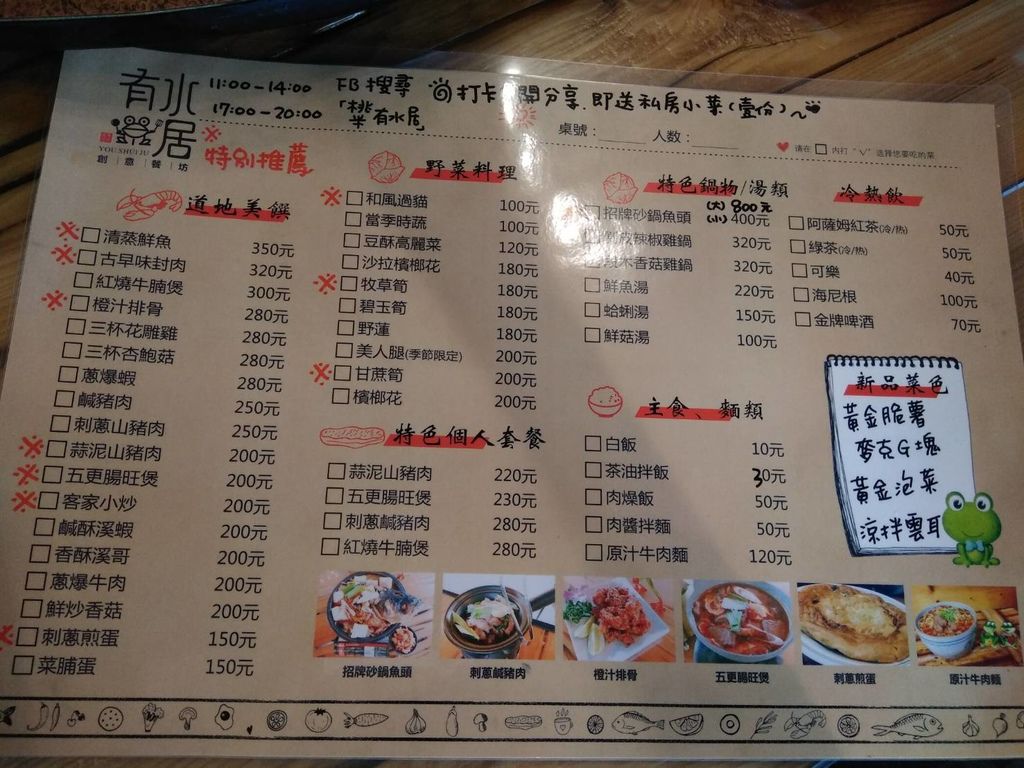 有水居
YOU SHUI JU
創｜意｜餐｜坊
11:00-14:00
17:00-20:00
FB 搜尋
「桃
有水居」
打卡
開分享.即送私房小菜(壹份)~
桌號：
人數：
請在 □ 內打 "V" 選擇您要吃的菜
※特別推薦
道地美饌
※□清蒸鮮魚 350元
※□古早味封肉 320元
□紅燒牛腩煲 300元
※□橙汁排骨 280元
□三杯花雕雞 280元
□三杯杏鮑菇 280元
□蔥爆蝦 280元
□鹹豬肉 250元
□刺蔥山豬肉 250元
※□蒜泥山豬肉 200元
※□五更腸旺煲 200元
※□客家小炒 200元
□鹹酥溪蝦 200元
□香酥溪哥 200元
□蔥爆牛肉 200元
□鮮炒香菇 200元
※□刺蔥煎蛋 150元
□菜脯蛋 150元
野菜料理
※□和風過貓 100元
□當季時蔬 100元
□豆酥高麗菜 120元
□沙拉檳榔花 180元
※□牧草筍 180元
□碧玉筍 180元
□野蓮 180元
□美人腿(季節限定) 200元
※□甘蔗筍 200元
□檳榔花 200元
特色個人套餐
□蒜泥山豬肉 220元
□五更腸旺煲 230元
□刺蔥鹹豬肉 280元
□紅燒牛腩煲 280元
特色鍋物/湯類
(大) 800元
※□招牌砂鍋魚頭 (小) 400元
剝皮辣椒雞鍋 320元
段木香菇雞鍋 320元
□鮮魚湯 220元
□蛤蜊湯 150元
□鮮菇湯 100元
主食、麵類
□白飯 10元
□茶油拌飯 30元
□肉燥飯 50元
□肉醬拌麵 50元
□原汁牛肉麵 120元
冷熱飲
□阿薩姆紅茶(冷/熱) 50元
□綠茶(冷/熱) 50元
□可樂 40元
□海尼根 100元
□金牌啤酒 70元
新品菜色
黃金脆薯
麥克G塊
黃金泡菜
涼拌雲耳
招牌砂鍋魚頭
刺蔥鹹豬肉
橙汁排骨
五更腸旺煲
刺蔥煎蛋
原汁牛肉麵